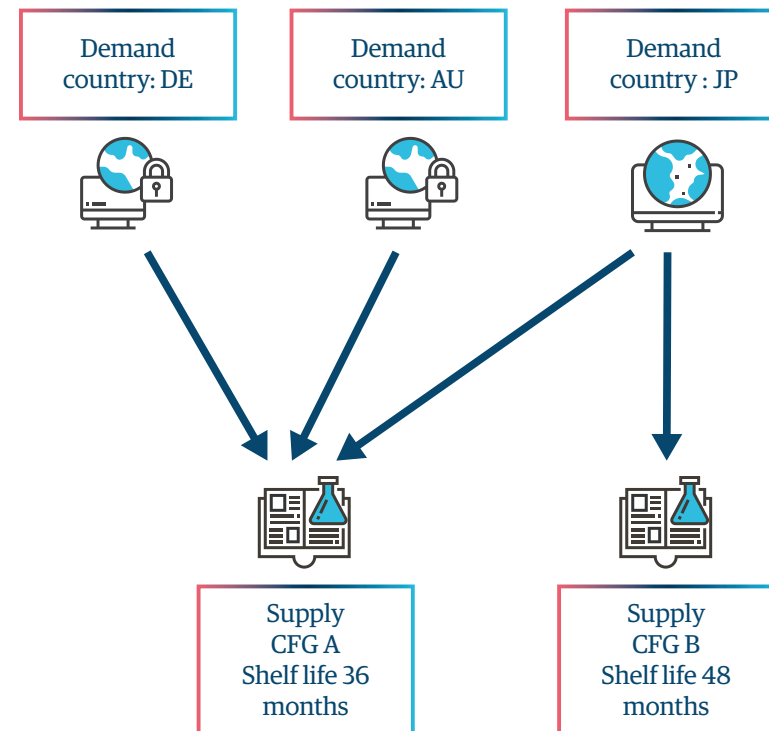 Demand
country: DE
Demand
country: AU
Demand
country : JP
Supply
CFG A
Shelf life 36
months
Supply
CFG B
Shelf life 48
months